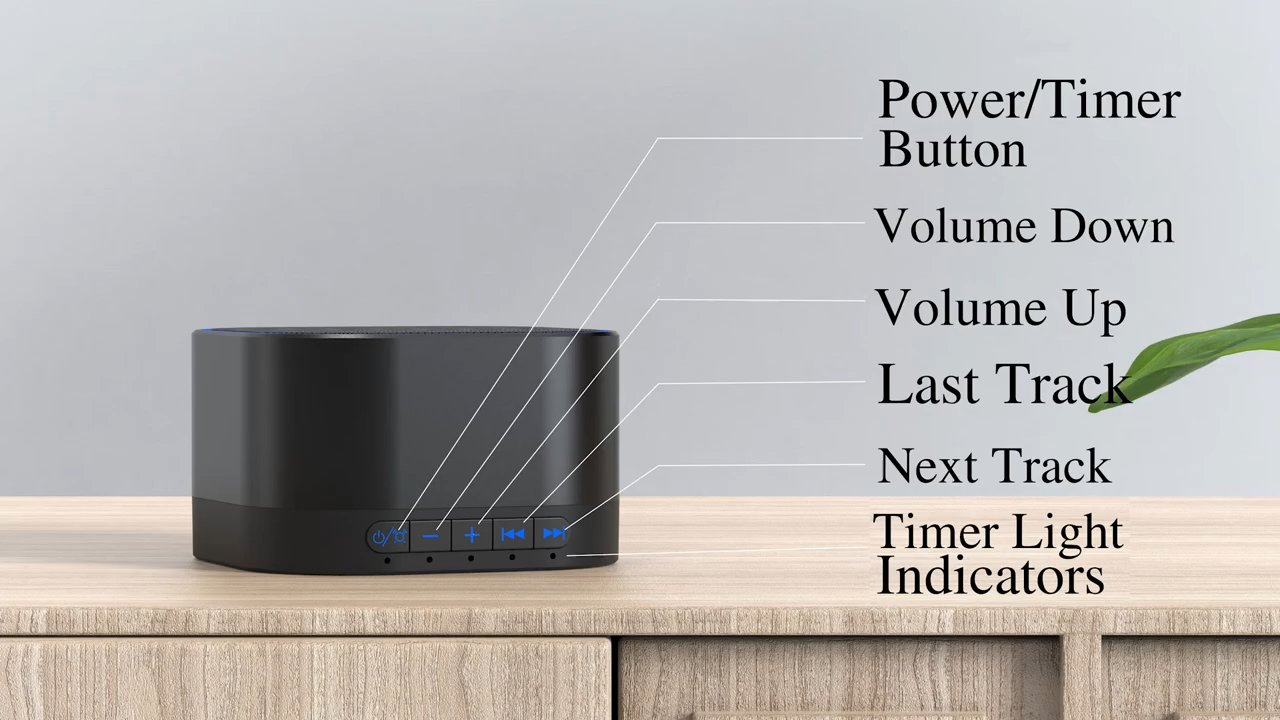 Power/Timer
Button
Volume Down
Volume Up
Last Track
Next Track
Timer Light
Indicators